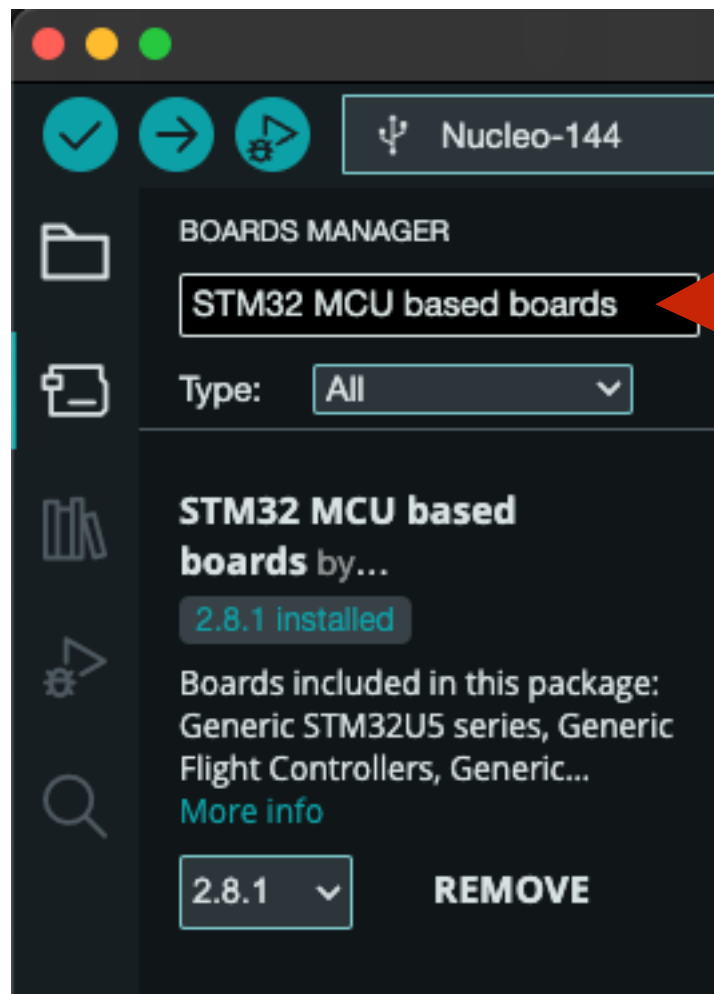 Nucleo-144
BOARDS MANAGER
STM32 MCU based boards
Type: All
STM32 MCU based
boards by...
2.8.1 installed
Boards included in this package:
Generic STM32U5 series, Generic
Flight Controllers, Generic...
More info
2.8.1 REMOVE